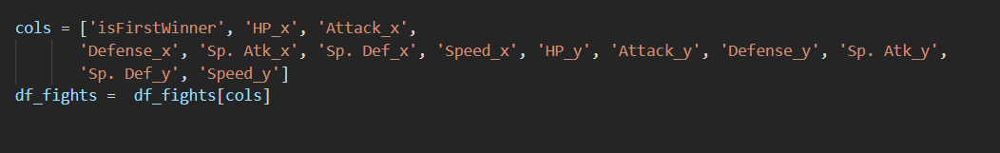 cols = ['isFirstWinner', 'HP_x', 'Attack_x',
        'Defense_x', 'Sp. Atk_x', 'Sp. Def_x', 'Speed_x', 'HP_y', 'Attack_y', 'Defense_y', 'Sp. Atk_y',
        'Sp. Def_y', 'Speed_y']
df_fights =  df_fights[cols]